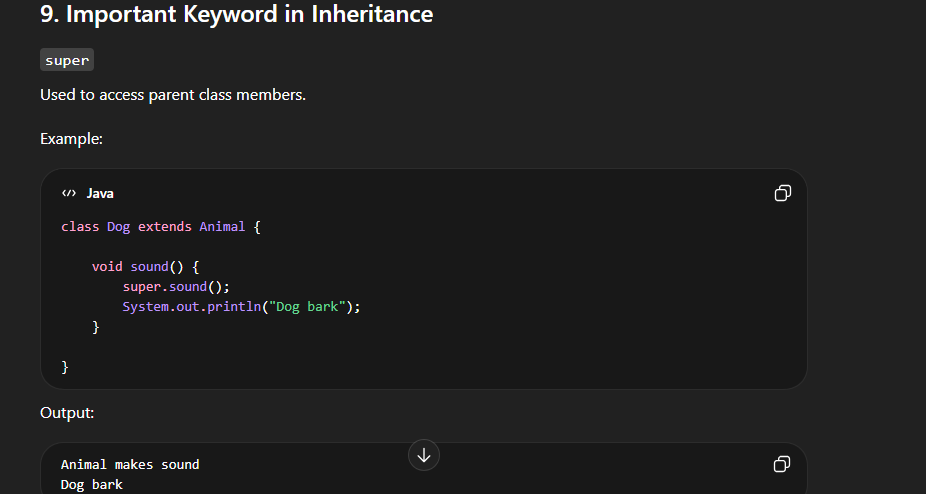 9. Important Keyword in Inheritance
super
Used to access parent class members.
Example:
Java
class Dog extends Animal {
void sound() {
super.sound();
System.out.println("Dog bark");
}
}
Output:
Animal makes sound
Dog bark